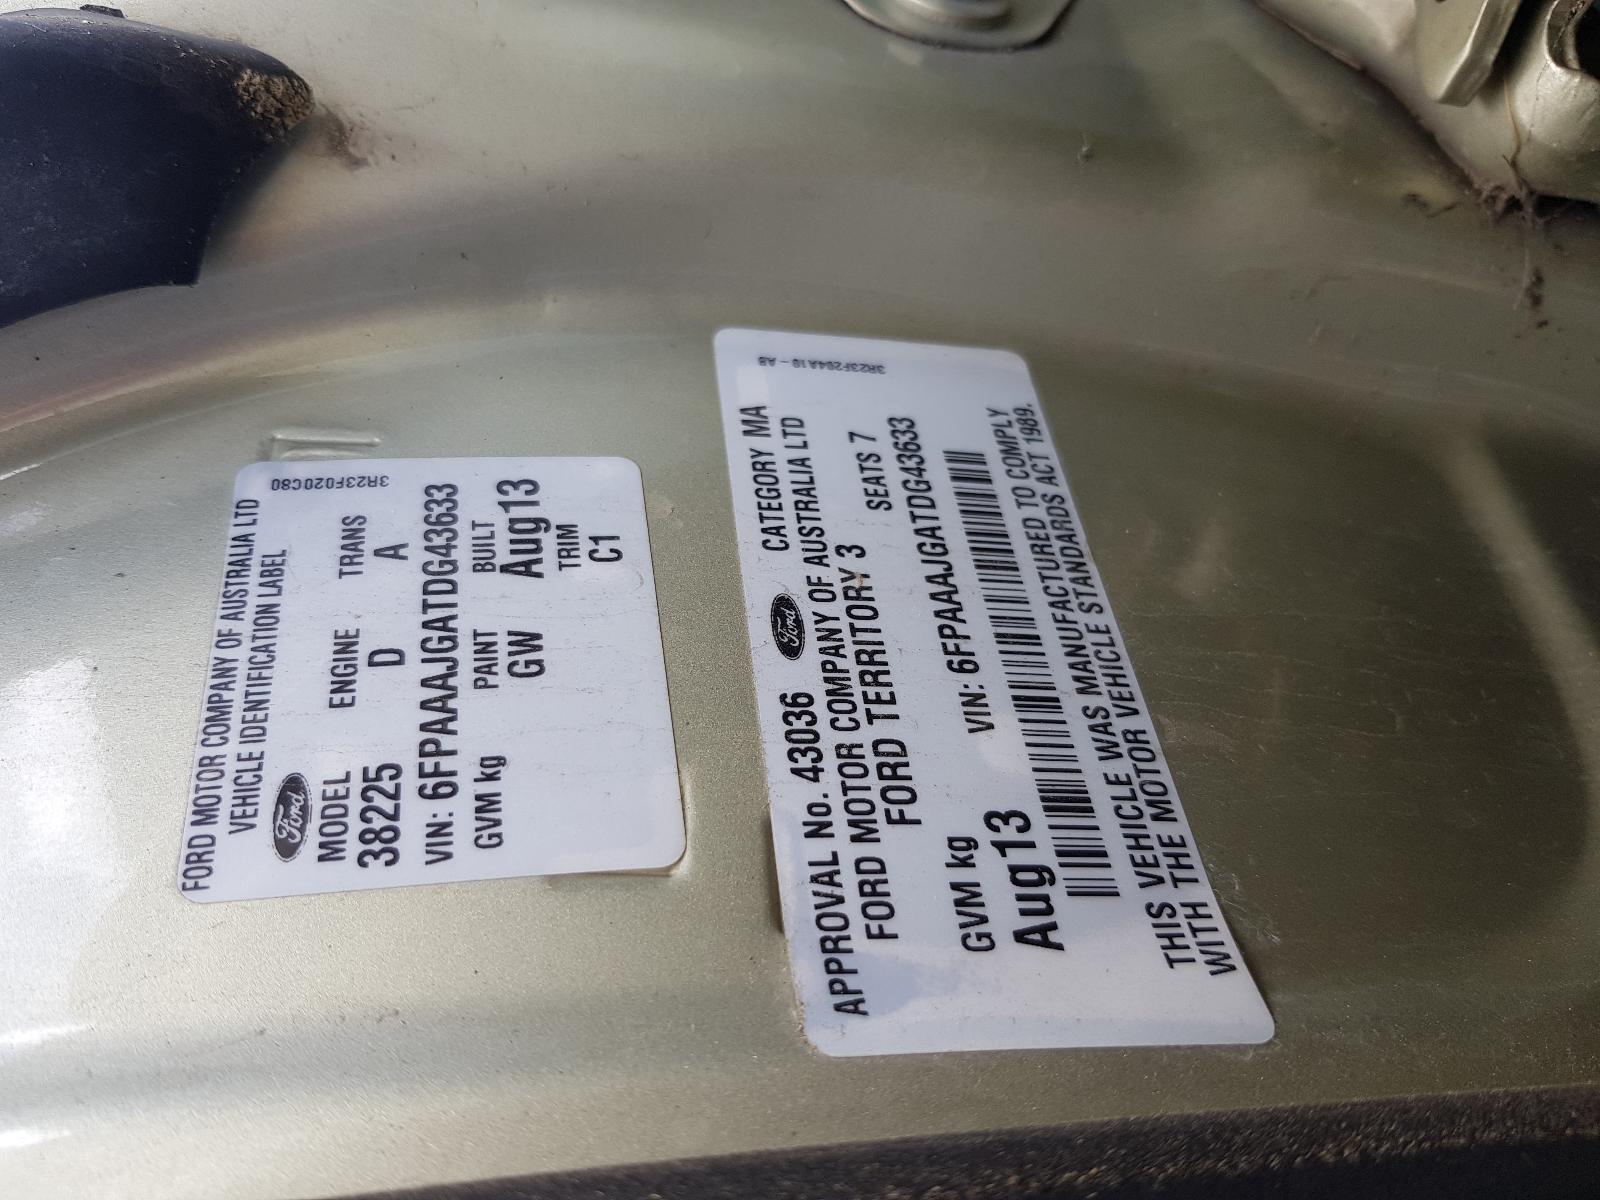 FORD MOTOR COMPANY OF AUSTRALIA LTD
VEHICLE IDENTIFICATION LABEL
3R23F020C80
Ford
MODEL ENGINE TRANS
38225 D A
VIN: 6FPAAAJGATDG43633
GVM kg PAINT BUILT
GW Aug13
TRIM
C1
3R23F294A10-AB
APPROVAL No. 43036 Ford CATEGORY MA
FORD MOTOR COMPANY OF AUSTRALIA LTD
FORD TERRITORY 3 SEATS 7
GVM kg VIN: 6FPAAAJGATDG43633
Aug13
THIS VEHICLE WAS MANUFACTURED TO COMPLY
WITH THE MOTOR VEHICLE STANDARDS ACT 1989.